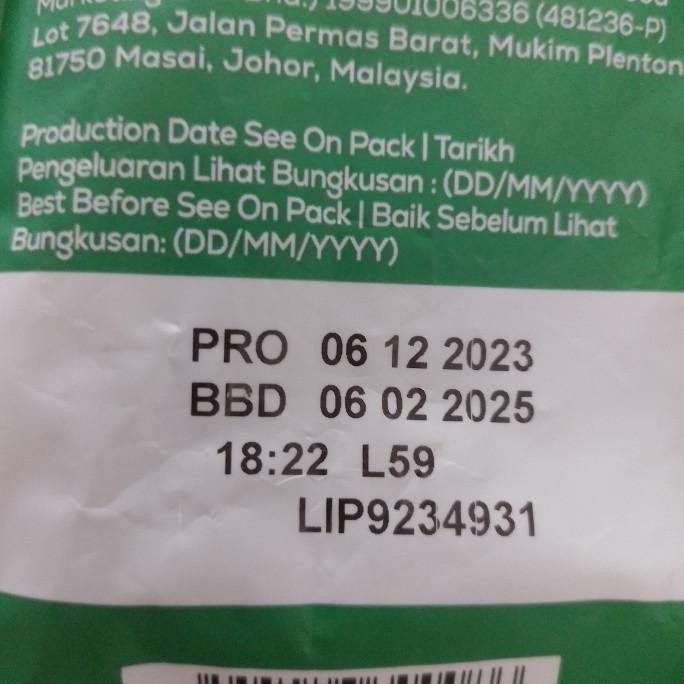 199901006336 (481236-P)
Lot 7648, Jalan Permas Barat, Mukim Plenton
81750 Masai, Johor, Malaysia.
Production Date See On Pack | Tarikh
Pengeluaran Lihat Bungkusan : (DD/MM/YYYY)
Best Before See On Pack | Baik Sebelum Lihat
Bungkusan: (DD/MM/YYYY)
PRO 06 12 2023
BBD 06 02 2025
18:22 L59
LIP9234931